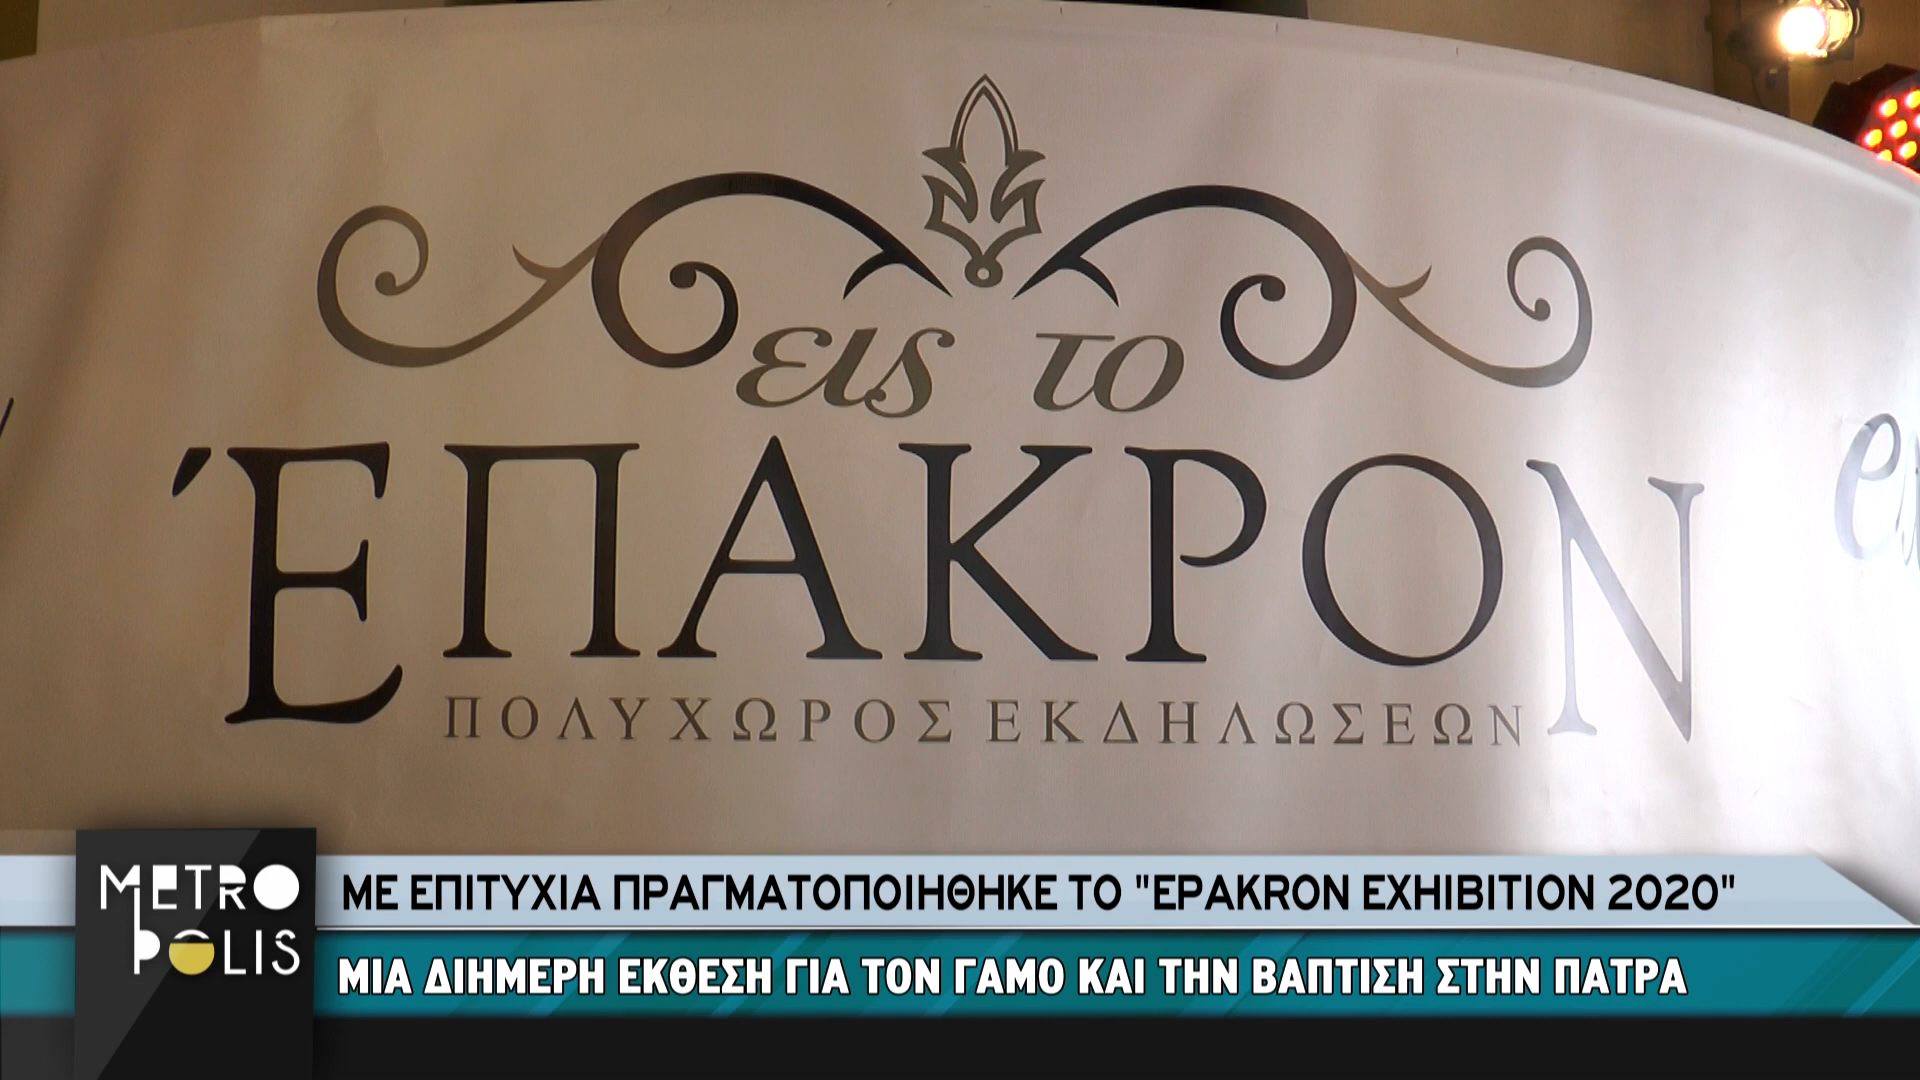 εις το
ΈΠΑΚΡΟΝ
ΠΟΛΥΧΩΡΟΣ ΕΚΔΗΛΩΣΕΩΝ
METRO
POLIS
ΜΕ ΕΠΙΤΥΧΙΑ ΠΡΑΓΜΑΤΟΠΟΙΗΘΗΚΕ ΤΟ "EPAKRON EXHIBITION 2020"
ΜΙΑ ΔΙΗΜΕΡΗ ΕΚΘΕΣΗ ΓΙΑ ΤΟΝ ΓΑΜΟ ΚΑΙ ΤΗΝ ΒΑΠΤΙΣΗ ΣΤΗΝ ΠΑΤΡΑ